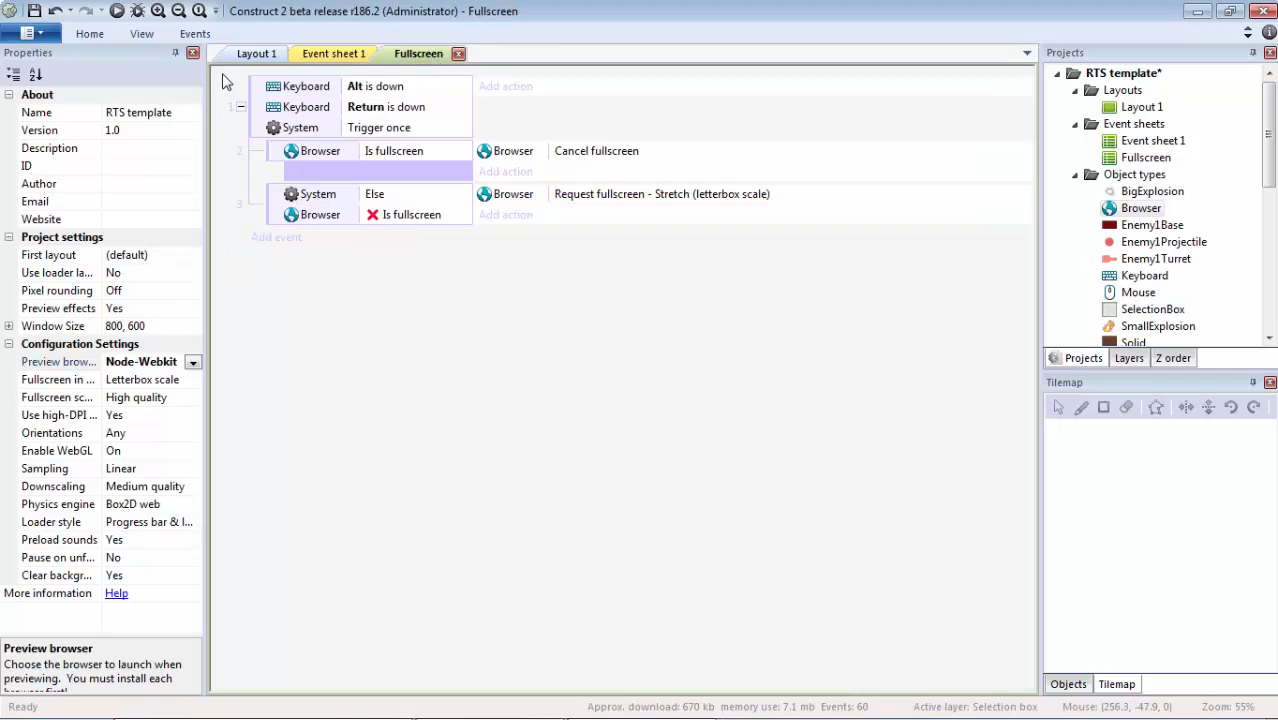 Construct 2 beta release r186.2 (Administrator) - Fullscreen
Home View Events
Properties
About
Name RTS template
Version 1.0
Description
ID
Author
Email
Website
Project settings
First layout (default)
Use loader la... No
Pixel rounding Off
Preview effects Yes
Window Size 800, 600
Configuration Settings
Preview brow... Node-Webkit
Fullscreen in ... Letterbox scale
Fullscreen sc... High quality
Use high-DPI ... Yes
Orientations Any
Enable WebGL On
Sampling Linear
Downscaling Medium quality
Physics engine Box2D web
Loader style Progress bar & l...
Preload sounds Yes
Pause on unf... No
Clear backgr... Yes
More information Help
Preview browser
Choose the browser to launch when
previewing. You must install each
browser first!
Layout 1 Event sheet 1 Fullscreen
Keyboard Alt is down Add action
1 Keyboard Return is down
System Trigger once
2 Browser Is fullscreen Browser Cancel fullscreen
Add action
System Else Browser Request fullscreen - Stretch (letterbox scale)
3 Browser Is fullscreen Add action
Add event
Projects
RTS template*
Layouts
Layout 1
Event sheets
Event sheet 1
Fullscreen
Object types
BigExplosion
Browser
Enemy1Base
Enemy1Projectile
Enemy1Turret
Keyboard
Mouse
SelectionBox
SmallExplosion
Solid
Projects Layers Z order
Tilemap
Objects Tilemap
Ready Approx. download: 670 kb memory use: 7.1 mb Events: 60 Active layer: Selection box Mouse: (256.3, -47.9, 0) Zoom: 55%